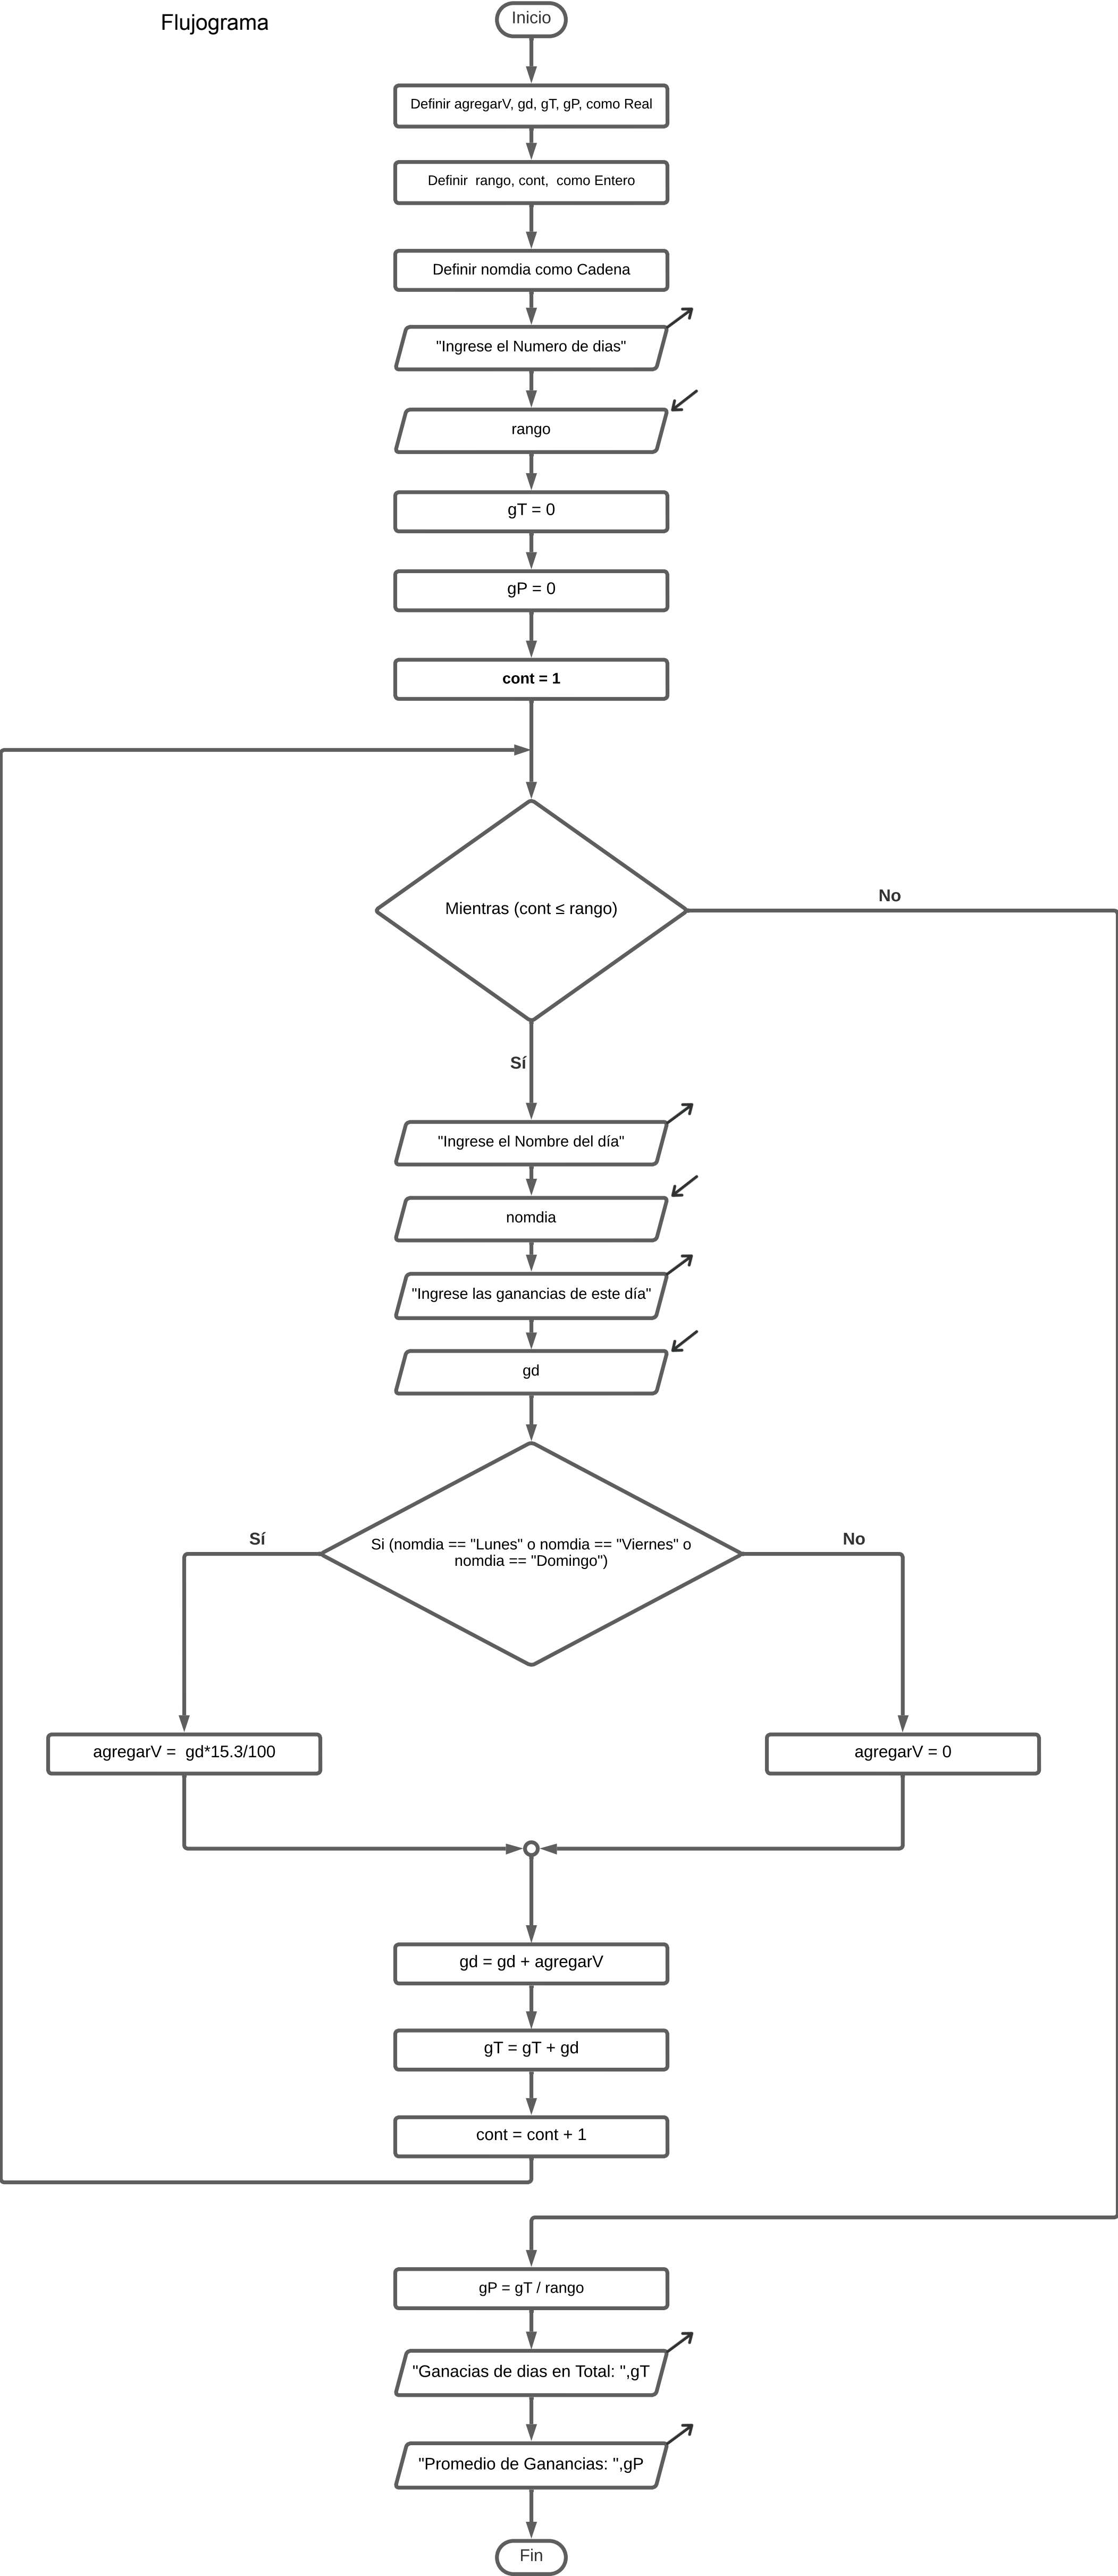 Flujograma
Inicio
Definir agregarV, gd, gT, gP, como Real
Definir  rango, cont,  como Entero
Definir nomdia como Cadena
"Ingrese el Numero de dias"
rango
gT = 0
gP = 0
cont = 1
Mientras (cont ≤ rango)
No
Sí
"Ingrese el Nombre del día"
nomdia
"Ingrese las ganancias de este día"
gd
Si (nomdia == "Lunes" o nomdia == "Viernes" o
nomdia == "Domingo")
Sí
No
agregarV =  gd*15.3/100
agregarV = 0
gd = gd + agregarV
gT = gT + gd
cont = cont + 1
gP = gT / rango
"Ganacias de dias en Total: ",gT
"Promedio de Ganancias: ",gP
Fin